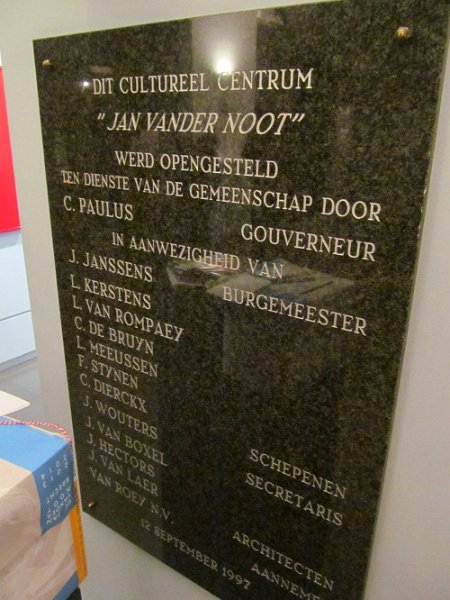 DIT CULTUREEL CENTRUM
"JAN VANDER NOOT"
WERD OPENGESTELD
TEN DIENSTE VAN DE GEMEENSCHAP DOOR
C. PAULUS GOUVERNEUR
IN AANWEZIGHEID VAN
J. JANSSENS BURGEMEESTER
L. KERSTENS
L. VAN ROMPAEY
C. DE BRUYN
L. MEEUSSEN
F. STYNEN
C. DIERCKX SCHEPENEN
J. WOUTERS SECRETARIS
J. VAN BOXEL
J. HECTORS
J. VAN LAER ARCHITECTEN
VAN ROEY N.V. AANNEME
12 SEPTEMBER 1997